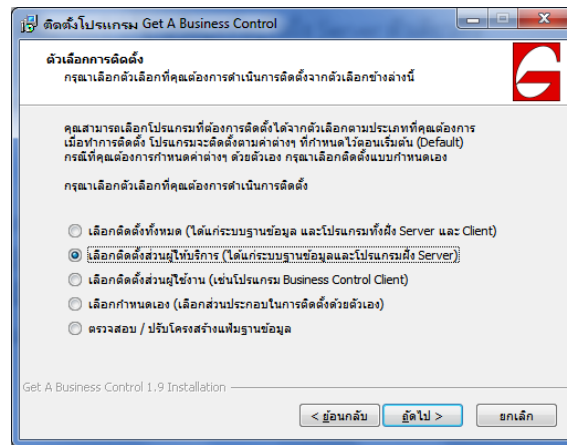 ติดตั้งโปรแกรม Get A Business Control
ตัวเลือกการติดตั้ง
กรุณาเลือกตัวเลือกที่คุณต้องการดำเนินการติดตั้งจากตัวเลือกข้างล่างนี้
คุณสามารถเลือกโปรแกรมที่ต้องการติดตั้งได้จากตัวเลือกตามประเภทที่คุณต้องการ
เมื่อทำการติดตั้ง โปรแกรมจะติดตั้งตามค่าต่างๆ ที่กำหนดไว้ตอนเริ่มต้น (Default)
กรณีที่คุณต้องการกำหนดค่าต่างๆ ด้วยตัวเอง กรุณาเลือกติดตั้งแบบกำหนดเอง
กรุณาเลือกตัวเลือกที่คุณต้องการดำเนินการติดตั้ง
เลือกติดตั้งทั้งหมด (ได้แก่ระบบฐานข้อมูล และโปรแกรมทั้งฝั่ง Server และ Client)
เลือกติดตั้งส่วนผู้ให้บริการ (ได้แก่ระบบฐานข้อมูลและโปรแกรมฝั่ง Server)
เลือกติดตั้งส่วนผู้ใช้งาน (เช่นโปรแกรม Business Control Client)
เลือกกำหนดเอง (เลือกส่วนประกอบในการติดตั้งด้วยตัวเอง)
ตรวจสอบ / ปรับโครงสร้างแฟ้มฐานข้อมูล
Get A Business Control 1.9 Installation
< ย้อนกลับ ถัดไป > ยกเลิก